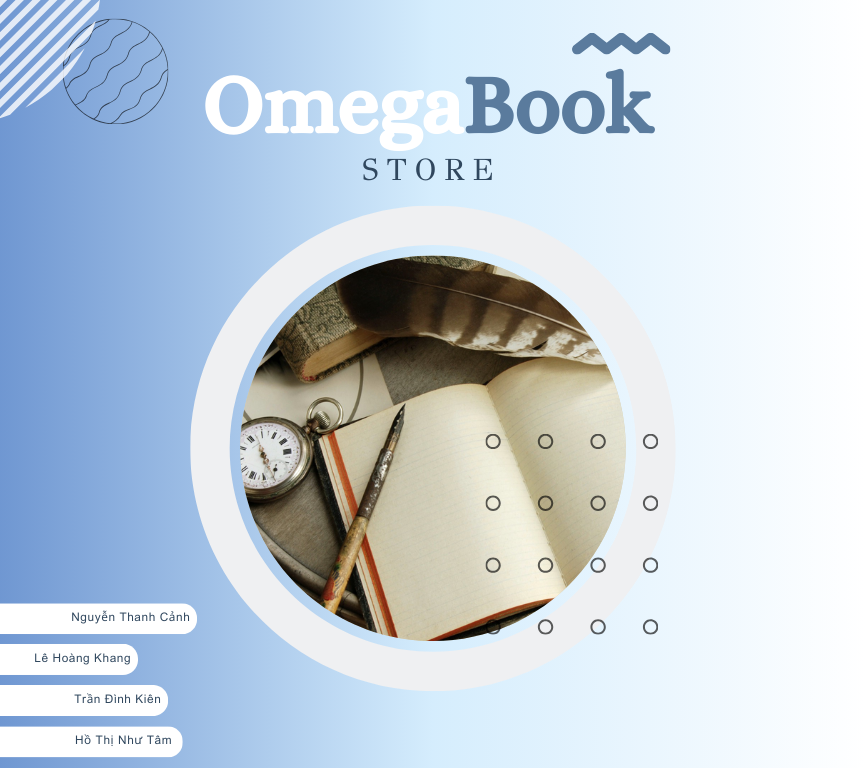 OmegaBook
STORE
Nguyễn Thanh Cảnh
Lê Hoàng Khang
Trần Đình Kiên
Hồ Thị Như Tâm